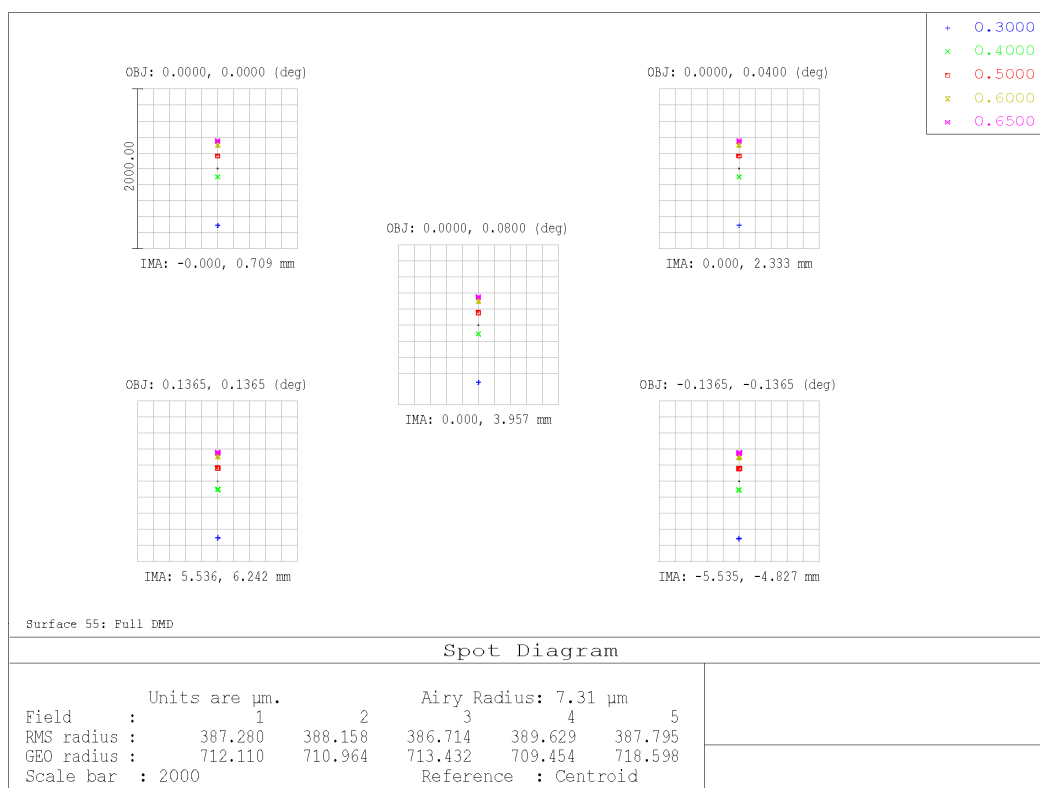 + 0.3000
× 0.4000
0.5000
0.6000
0.6500
OBJ: 0.0000, 0.0000 (deg)
OBJ: 0.0000, 0.0400 (deg)
2000.00
IMA: -0.000, 0.709 mm
IMA: 0.000, 2.333 mm
OBJ: 0.0000, 0.0800 (deg)
IMA: 0.000, 3.957 mm
OBJ: 0.1365, 0.1365 (deg)
OBJ: -0.1365, -0.1365 (deg)
IMA: 5.536, 6.242 mm
IMA: -5.535, -4.827 mm
Surface 55: Full DMD
Spot Diagram
Units are µm. Airy Radius: 7.31 µm
Field : 1 2 3 4 5
RMS radius : 387.280 388.158 386.714 389.629 387.795
GEO radius : 712.110 710.964 713.432 709.454 718.598
Scale bar : 2000 Reference : Centroid